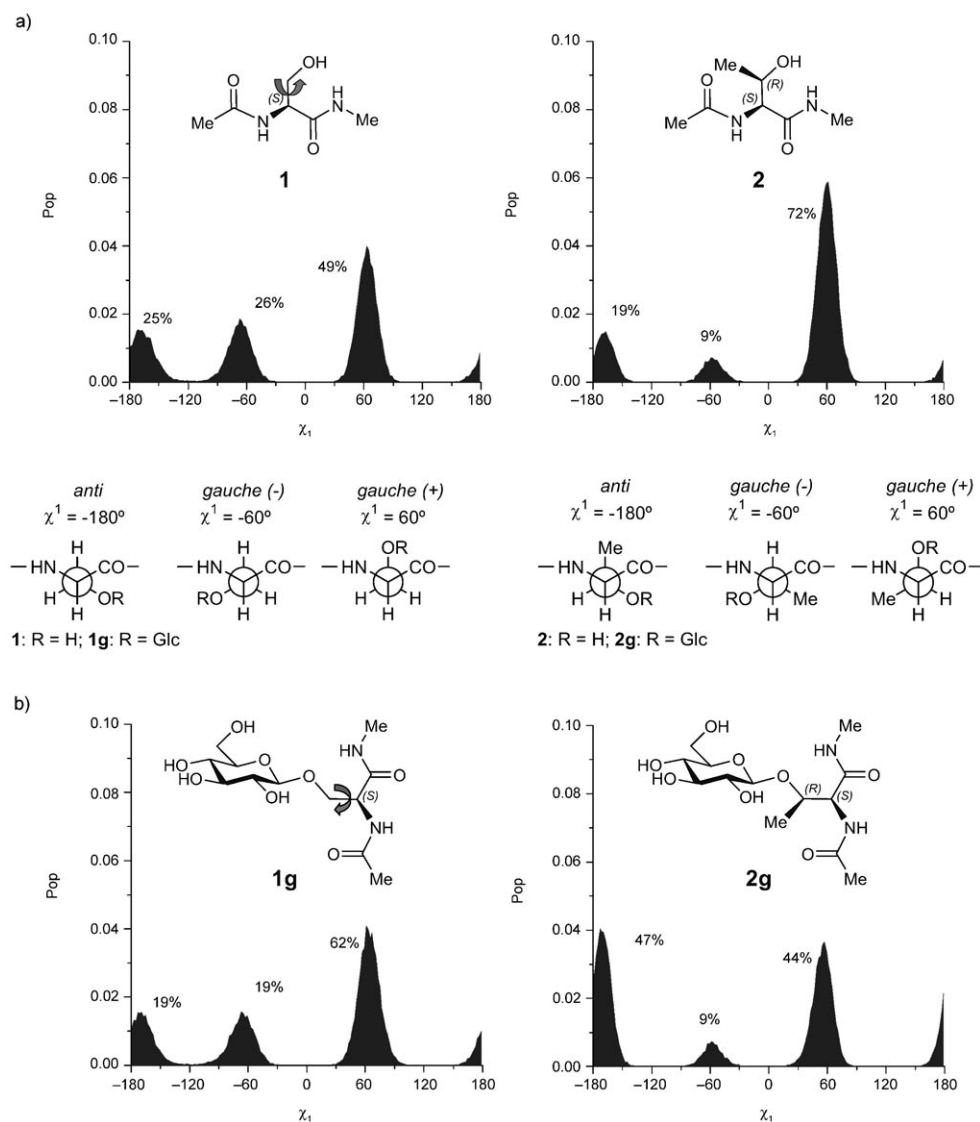 a)
0.10
0.08
0.06
0.04
0.02
0.00
Pop
OH
O
(S)
H
N
Me
Me
N
H
O
1
25%
26%
49%
–180
–120
–60
0
60
120
180
χ₁
0.10
0.08
0.06
0.04
0.02
0.00
Pop
Me
OH
(R)
O
(S)
H
N
Me
Me
N
H
O
2
19%
9%
72%
–180
–120
–60
0
60
120
180
χ₁
anti
gauche (-)
gauche (+)
χ¹ = -180º
χ¹ = -60º
χ¹ = 60º
H
H
OR
HN
CO
HN
CO
HN
CO
H
OR
RO
H
H
H
H
H
H
1: R = H; 1g: R = Glc
anti
gauche (-)
gauche (+)
χ¹ = -180º
χ¹ = -60º
χ¹ = 60º
Me
H
OR
HN
CO
HN
CO
HN
CO
H
OR
RO
Me
Me
H
H
H
H
2: R = H; 2g: R = Glc
b)
0.10
0.08
0.06
0.04
0.02
0.00
Pop
OH
Me
HN
HO
O
O
O
HO
OH
(S)
NH
O
Me
1g
19%
19%
62%
-180
-120
-60
0
60
120
180
χ₁
0.10
0.08
0.06
0.04
0.02
0.00
Pop
OH
Me
HN
HO
O
O
O
HO
OH
(R)
(S)
Me
NH
O
Me
2g
47%
9%
44%
-180
-120
-60
0
60
120
180
χ₁